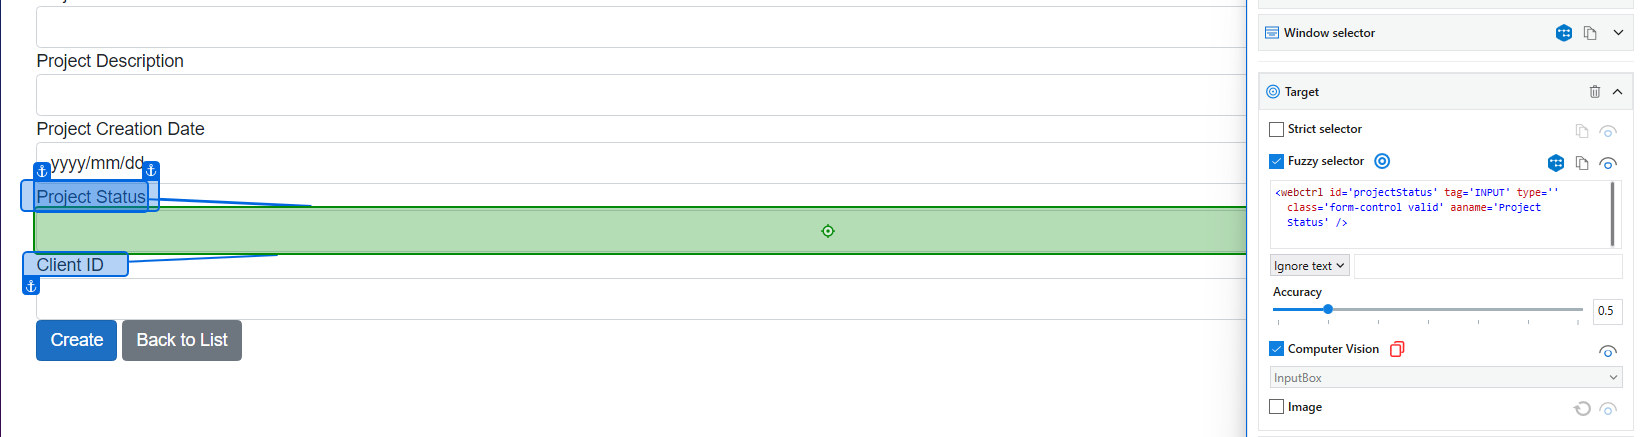 Project Description
Project Creation Date
yyyy/mm/dd
Project Status
Client ID
Create
Back to List
Window selector
Target
Strict selector
Fuzzy selector
<webctrl id='projectStatus' tag='INPUT' type=''
class='form-control valid' aaname='Project
Status' />
Ignore text
Accuracy
0.5
Computer Vision
InputBox
Image